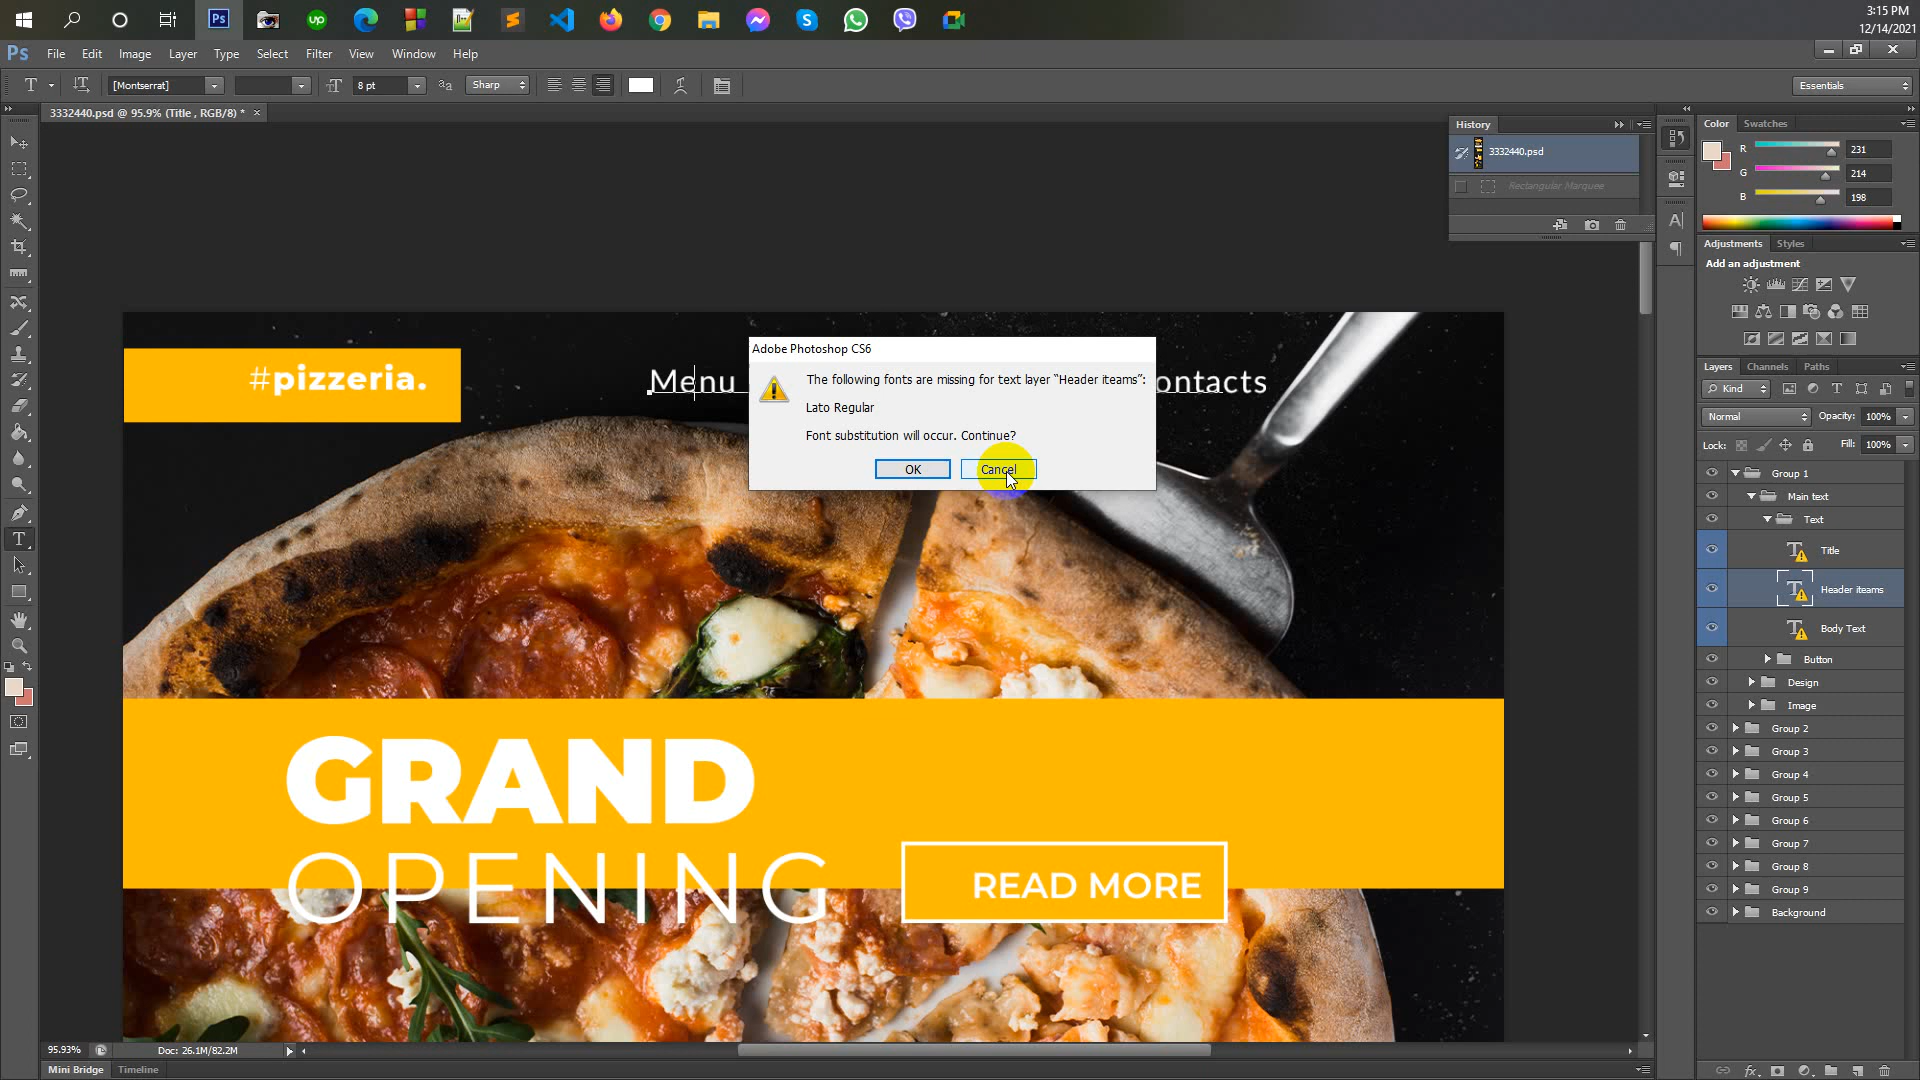 3:15 PM
12/14/2021
Ps File Edit Image Layer Type Select Filter View Window Help
T [Montserrat] 8 pt aa Sharp Essentials
3332440.psd @ 95.9% (Title , RGB/8) * ×
History
3332440.psd
Rectangular Marquee
Color Swatches
R 231
G 214
B 198
Adjustments Styles
Add an adjustment
Layers Channels Paths
Kind
Normal Opacity: 100%
Lock: Fill: 100%
Group 1
Main text
Text
Title
Header iteams
Body Text
Button
Design
Image
Group 2
Group 3
Group 4
Group 5
Group 6
Group 7
Group 8
Group 9
Background
#pizzeria.
Menu
ontacts
Adobe Photoshop CS6
The following fonts are missing for text layer “Header iteams”:
Lato Regular
Font substitution will occur. Continue?
OK Cancel
GRAND
OPENING
READ MORE
95.93% Doc: 26.1M/82.2M
Mini Bridge Timeline